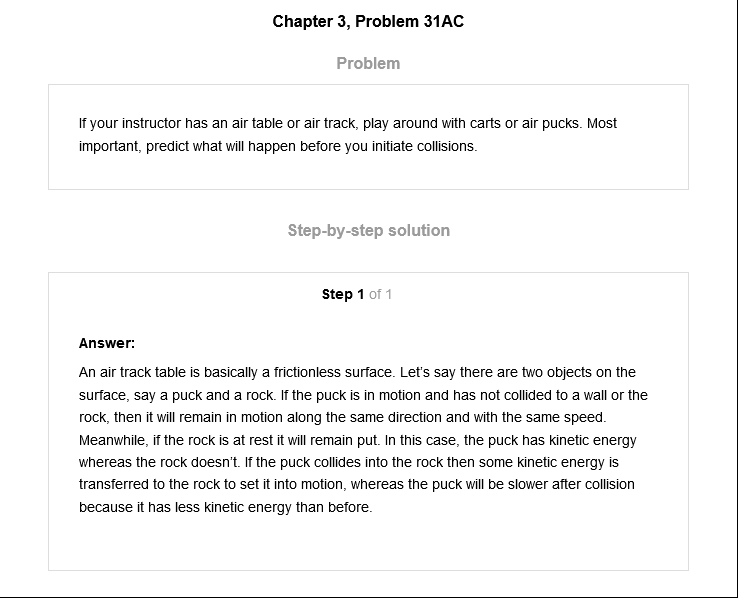 Chapter 3, Problem 31AC
Problem
If your instructor has an air table or air track, play around with carts or air pucks. Most
important, predict what will happen before you initiate collisions.
Step-by-step solution
Step 1 of 1
Answer:
An air track table is basically a frictionless surface. Let’s say there are two objects on the
surface, say a puck and a rock. If the puck is in motion and has not collided to a wall or the
rock, then it will remain in motion along the same direction and with the same speed.
Meanwhile, if the rock is at rest it will remain put. In this case, the puck has kinetic energy
whereas the rock doesn’t. If the puck collides into the rock then some kinetic energy is
transferred to the rock to set it into motion, whereas the puck will be slower after collision
because it has less kinetic energy than before.